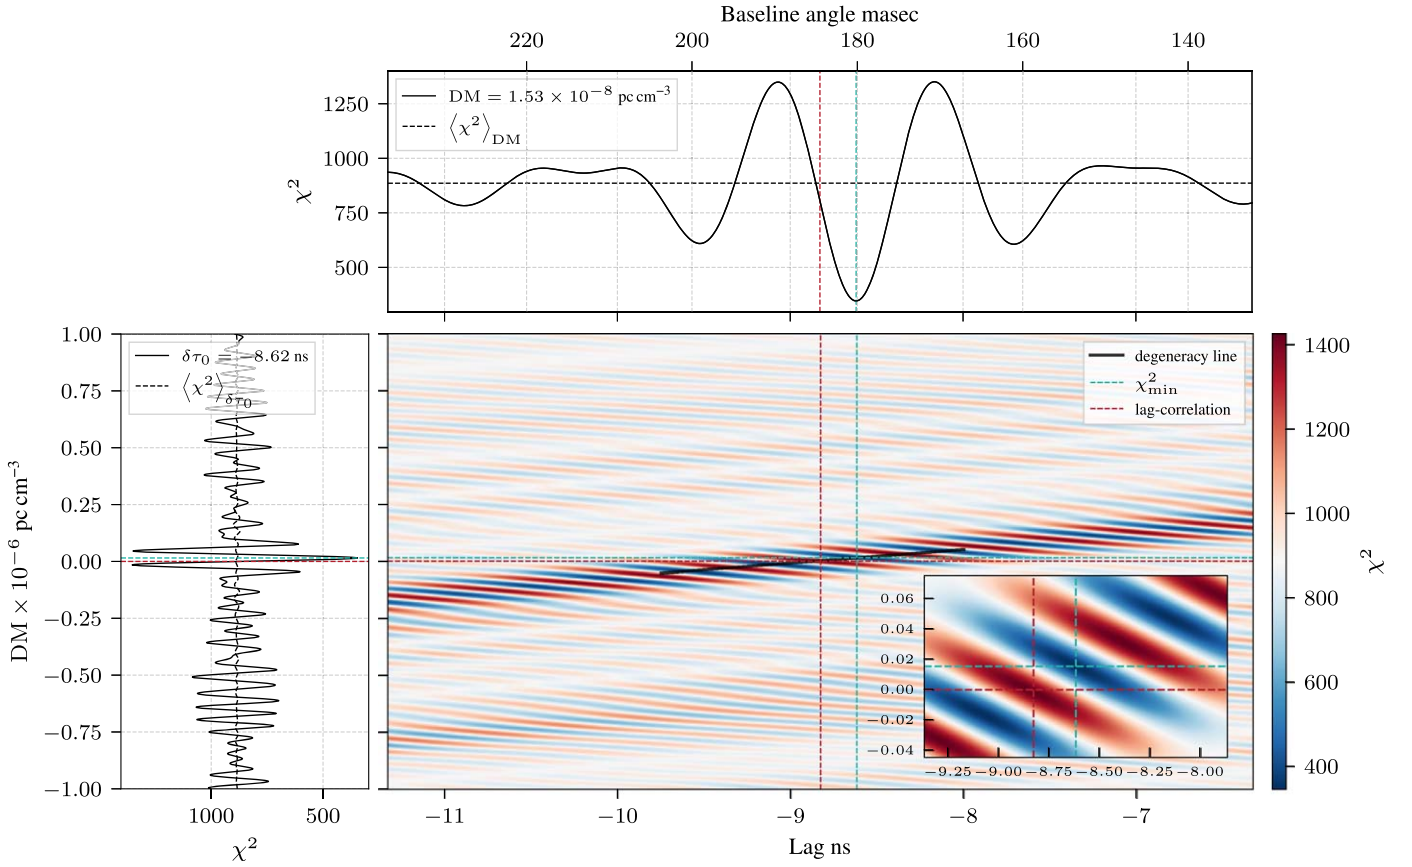 Baseline angle masec
220 200 180 160 140
DM = 1.53 × 10⁻⁸ pc cm⁻³
⟨χ²⟩_DM
1250
1000
750
500
χ²
δτ₀ = −8.62 ns
⟨χ²⟩_δτ₀
1.00
0.75
0.50
0.25
0.00
−0.25
−0.50
−0.75
−1.00
DM × 10⁻⁶ pc cm⁻³
1000 500
χ²
degeneracy line
χ²_min
lag-correlation
0.06
0.04
0.02
0.00
−0.02
−0.04
−9.25 −9.00 −8.75 −8.50 −8.25 −8.00
−11 −10 −9 −8 −7
Lag ns
1400
1200
1000
800
600
400
χ²